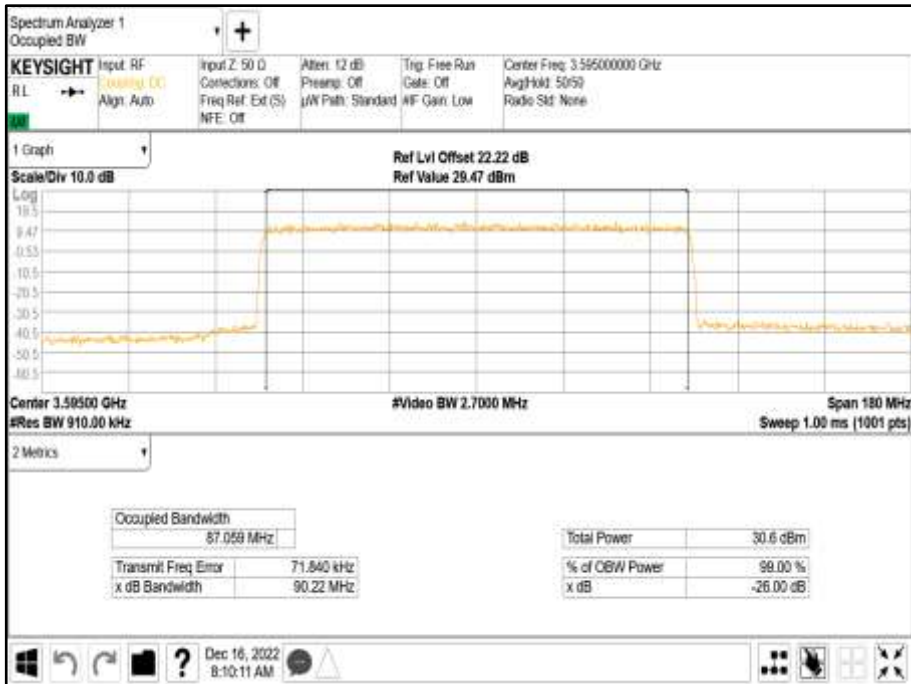 Spectrum Analyzer 1
Occupied BW
KEYSIGHT
RL
Input: RF
Coupling: DC
Align: Auto
Input Z: 50 Ω
Corrections: Off
Freq Ref: Ext (S)
NFE: Off
Atten: 12 dB
Preamp: Off
µW Path: Standard
Trig: Free Run
Gate: Off
#IF Gain: Low
Center Freq: 3.595000000 GHz
Avg|Hold: 50/50
Radio Std: None
1 Graph
Scale/Div 10.0 dB
Ref Lvl Offset 22.22 dB
Ref Value 29.47 dBm
Log
19.5
9.47
-0.53
-10.5
-20.5
-30.5
-40.5
-50.5
-60.5
Center 3.59500 GHz
#Video BW 2.7000 MHz
Span 180 MHz
#Res BW 910.00 kHz
Sweep 1.00 ms (1001 pts)
2 Metrics
Occupied Bandwidth
87.059 MHz
Transmit Freq Error 71.840 kHz
x dB Bandwidth 90.22 MHz
Total Power 30.6 dBm
% of OBW Power 99.00 %
x dB -26.00 dB
?
Dec 16, 2022
8:10:11 AM